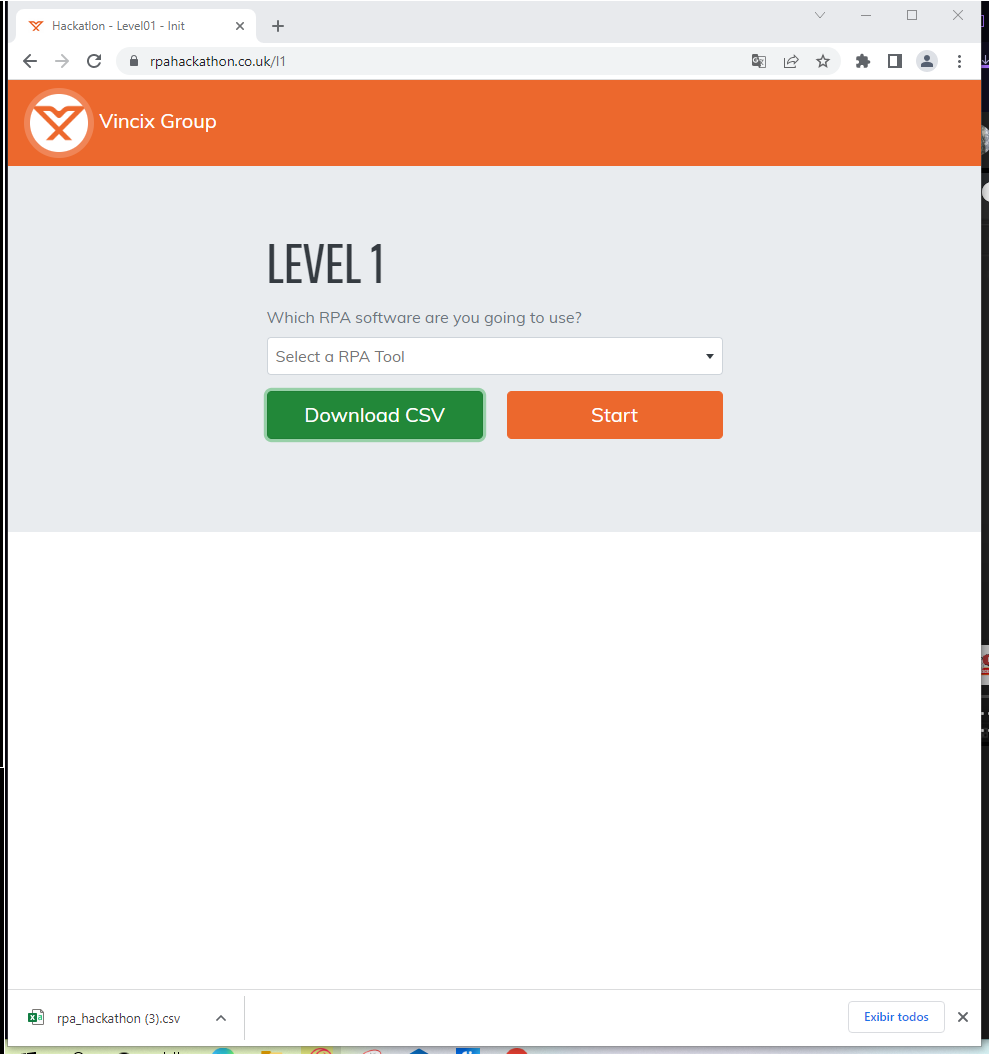 Hackatlon - Level01 - Init
rpahackathon.co.uk/l1
Vincix Group
LEVEL 1
Which RPA software are you going to use?
Select a RPA Tool
Download CSV
Start
rpa_hackathon (3).csv
Exibir todos